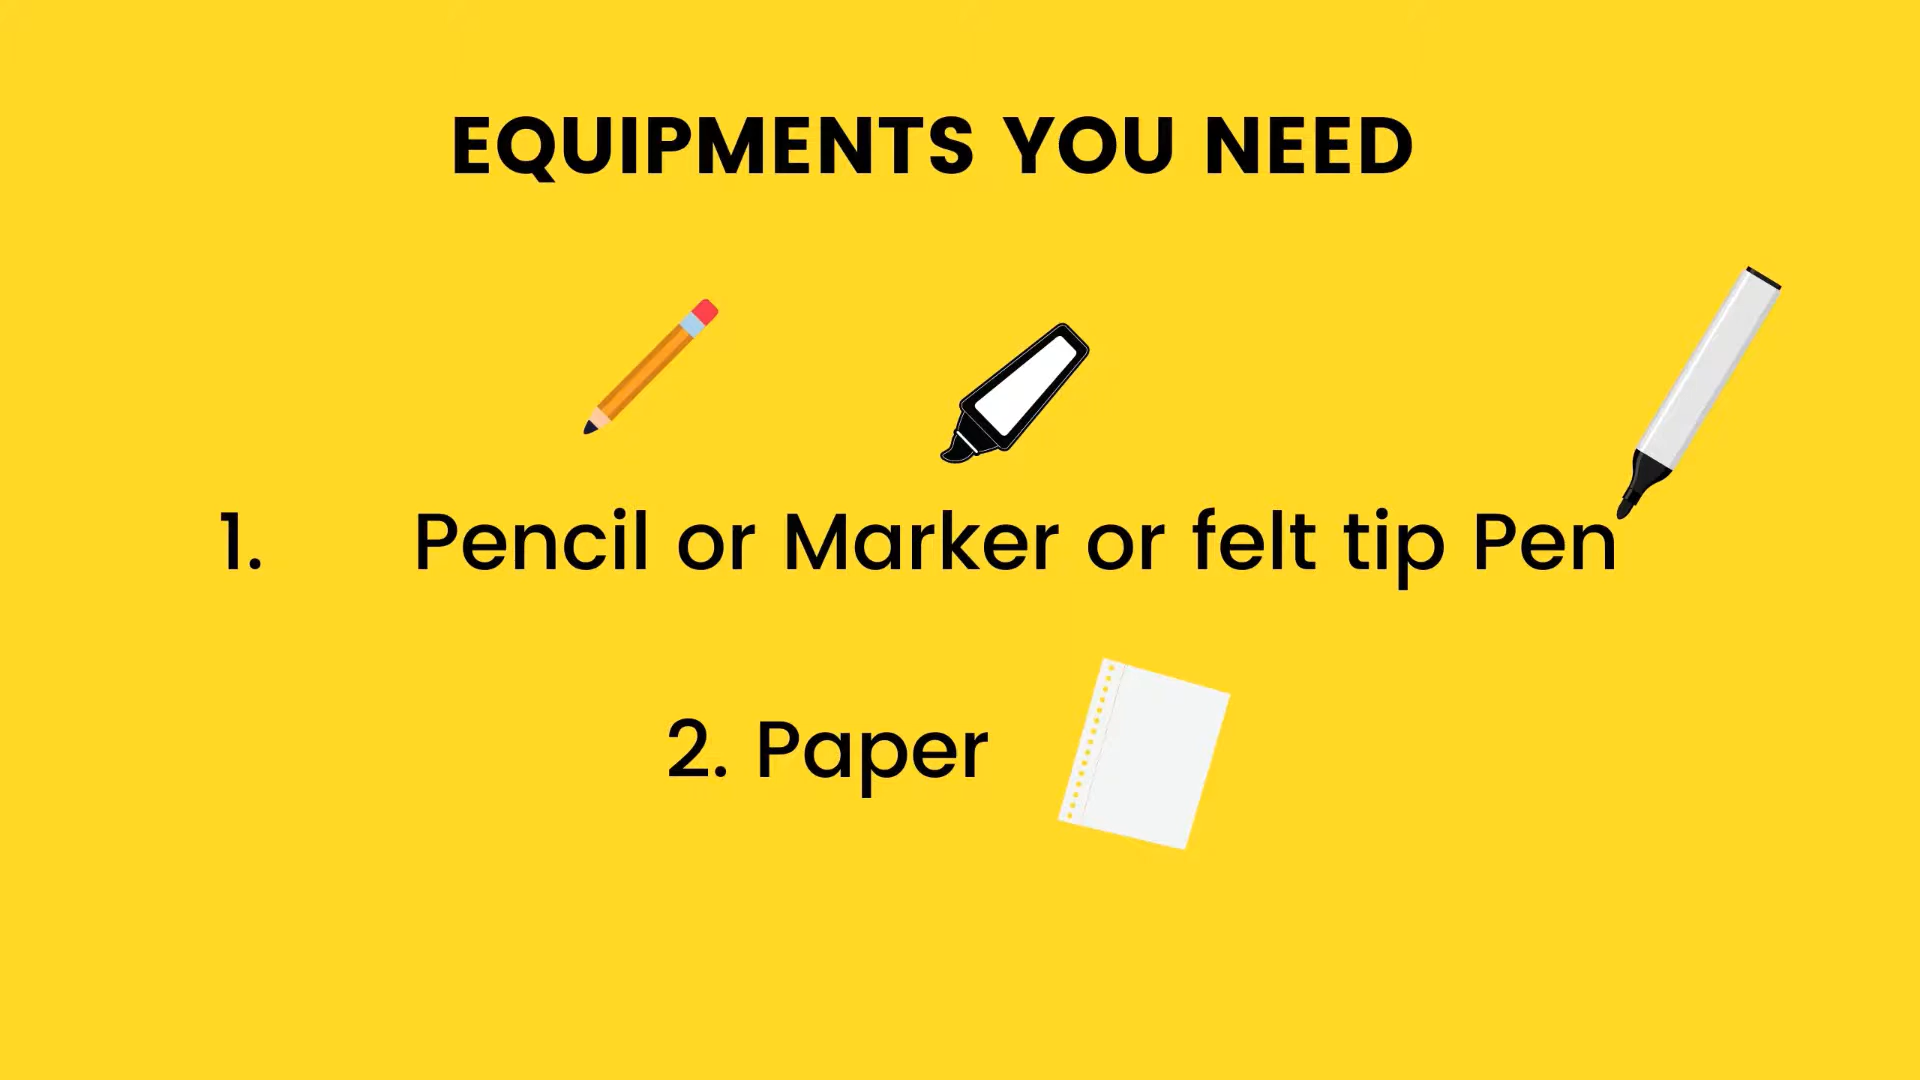 EQUIPMENTS YOU NEED
1. Pencil or Marker or felt tip Pen
2. Paper